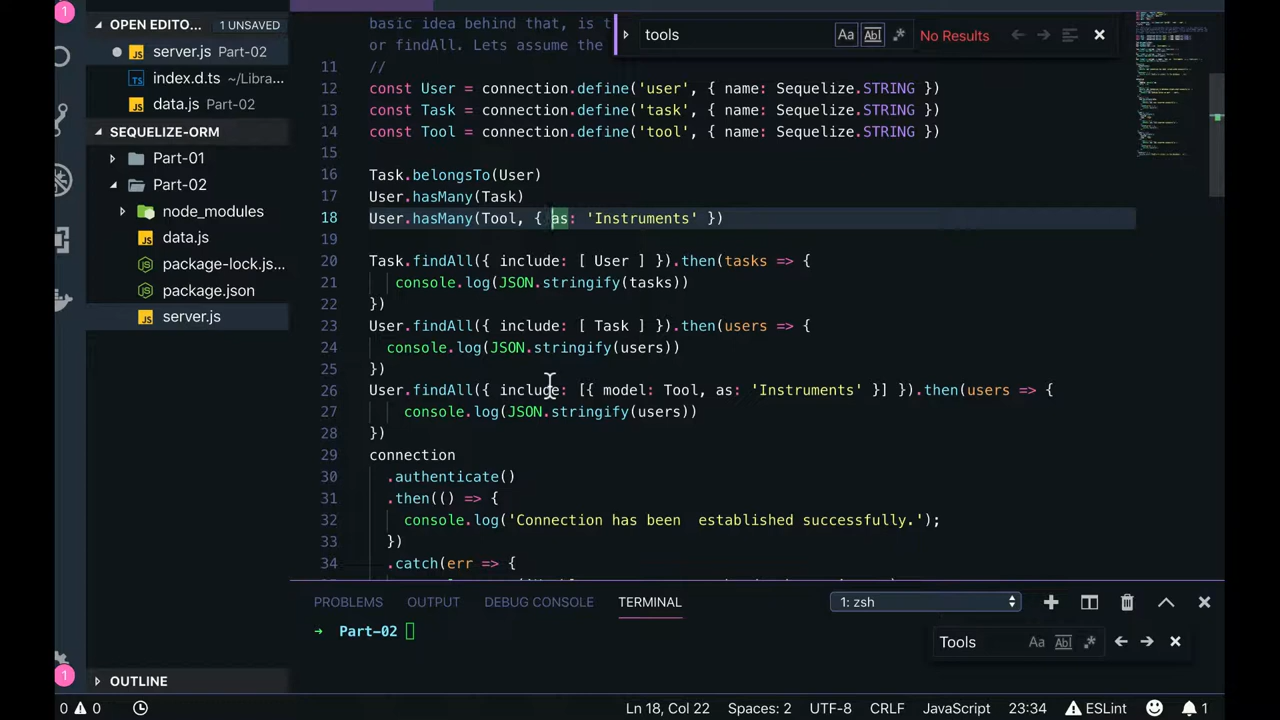 1
OPEN EDITO... 1 UNSAVED
server.js Part-02
index.d.ts ~/Libra...
data.js Part-02
SEQUELIZE-ORM
Part-01
Part-02
node_modules
data.js
package-lock.js...
package.json
server.js
OUTLINE
1
basic idea behind that, is t
or findAll. Lets assume the
tools
Aa Abl .* No Results
11 //
12 const User = connection.define('user', { name: Sequelize.STRING })
13 const Task = connection.define('task', { name: Sequelize.STRING })
14 const Tool = connection.define('tool', { name: Sequelize.STRING })
15
16 Task.belongsTo(User)
17 User.hasMany(Task)
18 User.hasMany(Tool, { as: 'Instruments' })
19
20 Task.findAll({ include: [ User ] }).then(tasks => {
21 console.log(JSON.stringify(tasks))
22 })
23 User.findAll({ include: [ Task ] }).then(users => {
24 console.log(JSON.stringify(users))
25 })
26 User.findAll({ include: [{ model: Tool, as: 'Instruments' }] }).then(users => {
27 console.log(JSON.stringify(users))
28 })
29 connection
30 .authenticate()
31 .then(() => {
32 console.log('Connection has been  established successfully.');
33 })
34 .catch(err => {
PROBLEMS OUTPUT DEBUG CONSOLE TERMINAL 1: zsh
→ Part-02
Tools Aa Abl .*
0 0 Ln 18, Col 22 Spaces: 2 UTF-8 CRLF JavaScript 23:34 ESLint 1